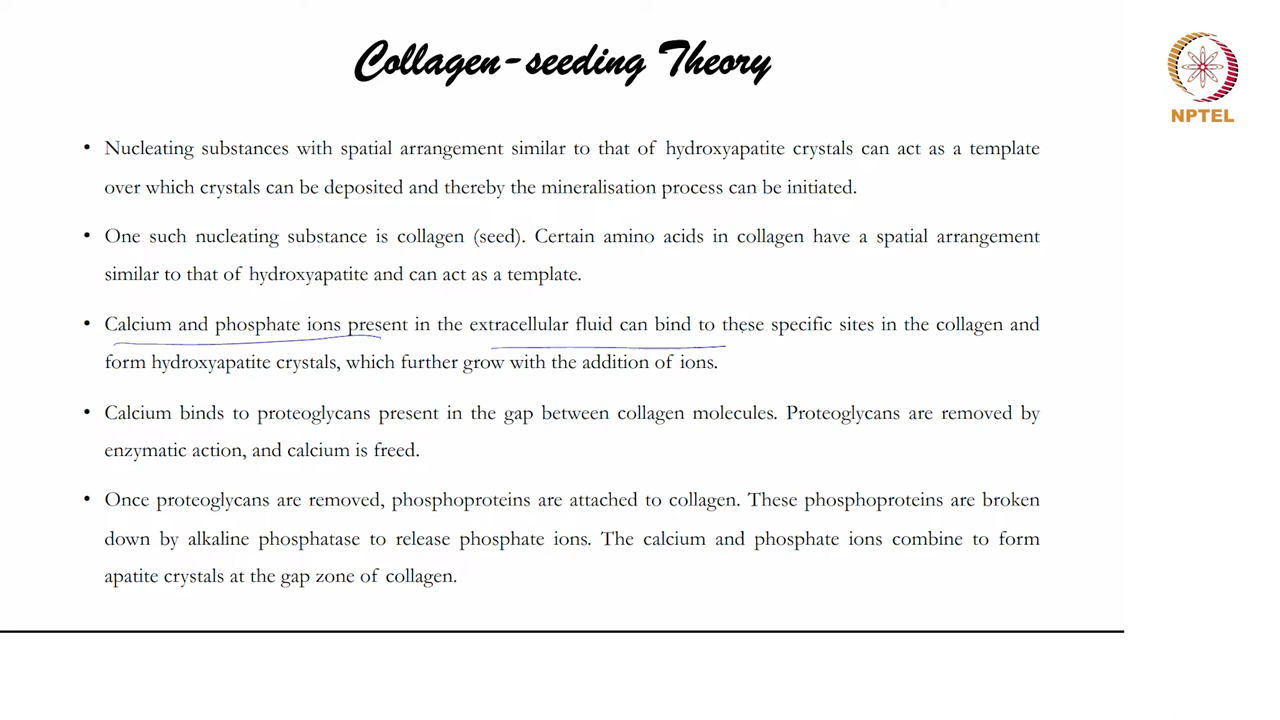 Collagen-seeding Theory
NPTEL
• Nucleating substances with spatial arrangement similar to that of hydroxyapatite crystals can act as a template
over which crystals can be deposited and thereby the mineralisation process can be initiated.
• One such nucleating substance is collagen (seed). Certain amino acids in collagen have a spatial arrangement
similar to that of hydroxyapatite and can act as a template.
• Calcium and phosphate ions present in the extracellular fluid can bind to these specific sites in the collagen and
form hydroxyapatite crystals, which further grow with the addition of ions.
• Calcium binds to proteoglycans present in the gap between collagen molecules. Proteoglycans are removed by
enzymatic action, and calcium is freed.
• Once proteoglycans are removed, phosphoproteins are attached to collagen. These phosphoproteins are broken
down by alkaline phosphatase to release phosphate ions. The calcium and phosphate ions combine to form
apatite crystals at the gap zone of collagen.